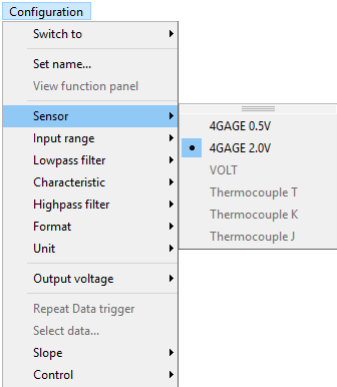 Configuration
Switch to
Set name...
View function panel
Sensor
Input range
Lowpass filter
Characteristic
Highpass filter
Format
Unit
Output voltage
Repeat Data trigger
Select data...
Slope
Control
4GAGE 0.5V
4GAGE 2.0V
VOLT
Thermocouple T
Thermocouple K
Thermocouple J